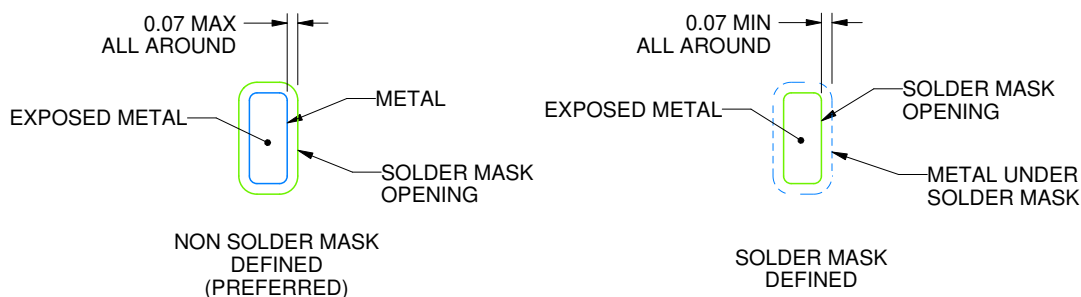 0.07 MAX
ALL AROUND
EXPOSED METAL
METAL
SOLDER MASK
OPENING
NON SOLDER MASK
DEFINED
(PREFERRED)
0.07 MIN
ALL AROUND
EXPOSED METAL
SOLDER MASK
OPENING
METAL UNDER
SOLDER MASK
SOLDER MASK
DEFINED